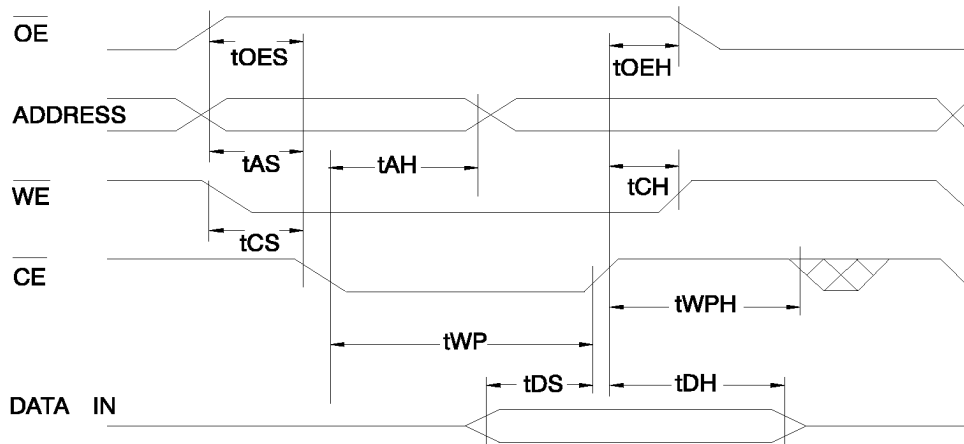 OE
tOES
tOEH
ADDRESS
tAS
tAH
WE
tCH
tCS
CE
tWPH
tWP
tDS
tDH
DATA IN